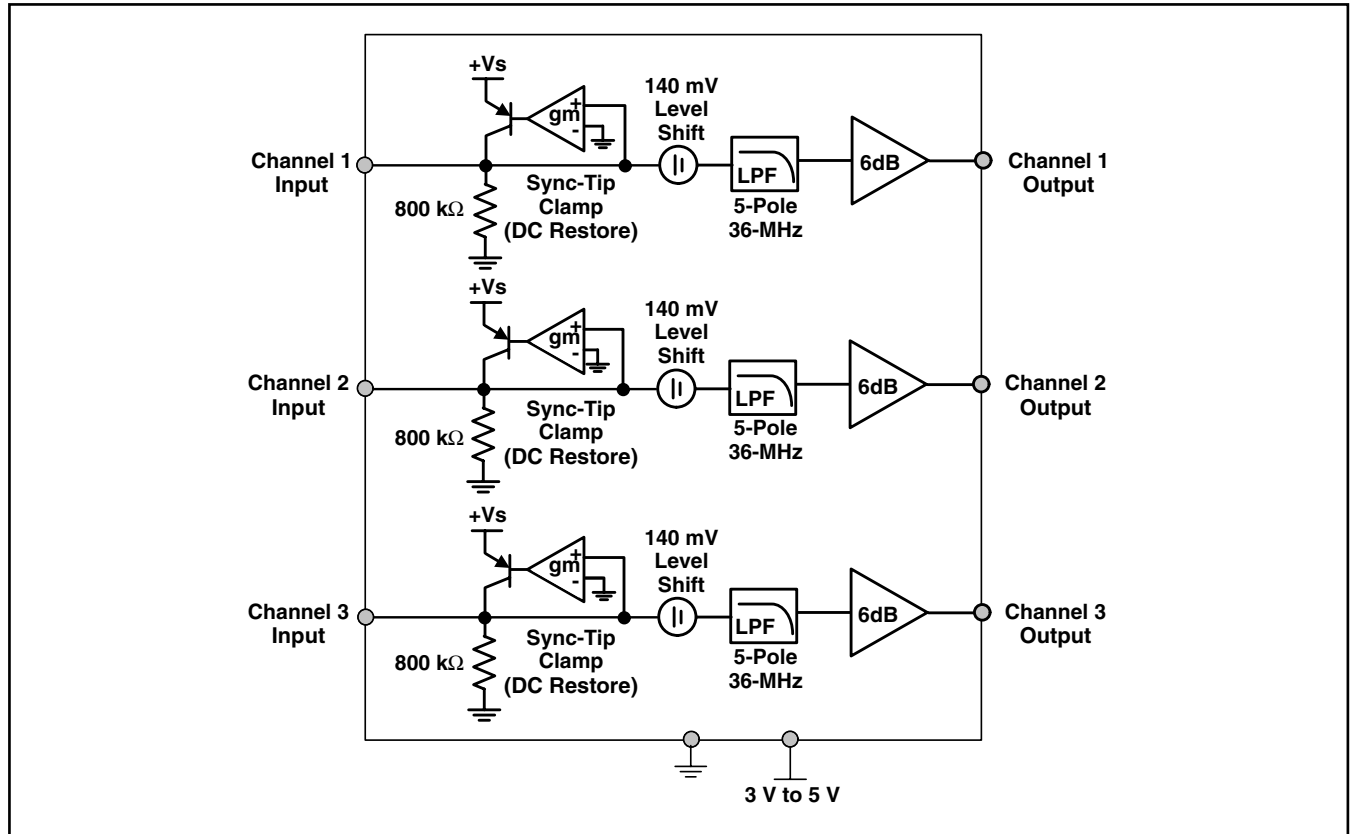 +Vs
140 mV
Level
Shift
gm
+
-
Channel 1
Input
LPF
6dB
Channel 1
Output
800 kΩ
Sync-Tip
Clamp
(DC Restore)
5-Pole
36-MHz
+Vs
140 mV
Level
Shift
gm
+
-
Channel 2
Input
LPF
6dB
Channel 2
Output
800 kΩ
Sync-Tip
Clamp
(DC Restore)
5-Pole
36-MHz
+Vs
140 mV
Level
Shift
gm
+
-
Channel 3
Input
LPF
6dB
Channel 3
Output
800 kΩ
Sync-Tip
Clamp
(DC Restore)
5-Pole
36-MHz
3 V to 5 V